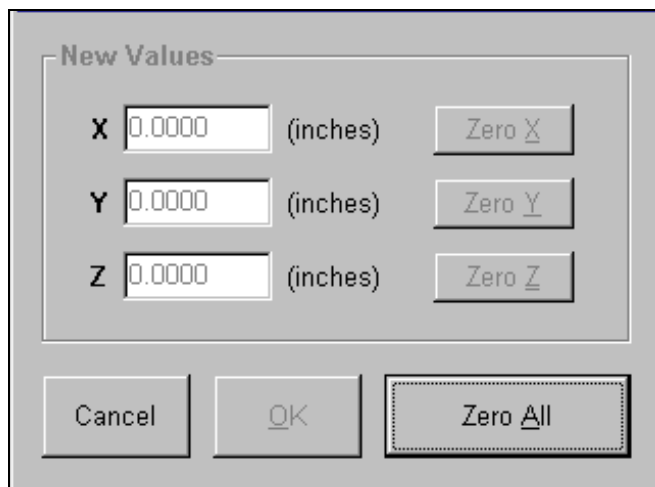 New Values
X 0.0000 (inches) Zero X
Y 0.0000 (inches) Zero Y
Z 0.0000 (inches) Zero Z
Cancel OK Zero All